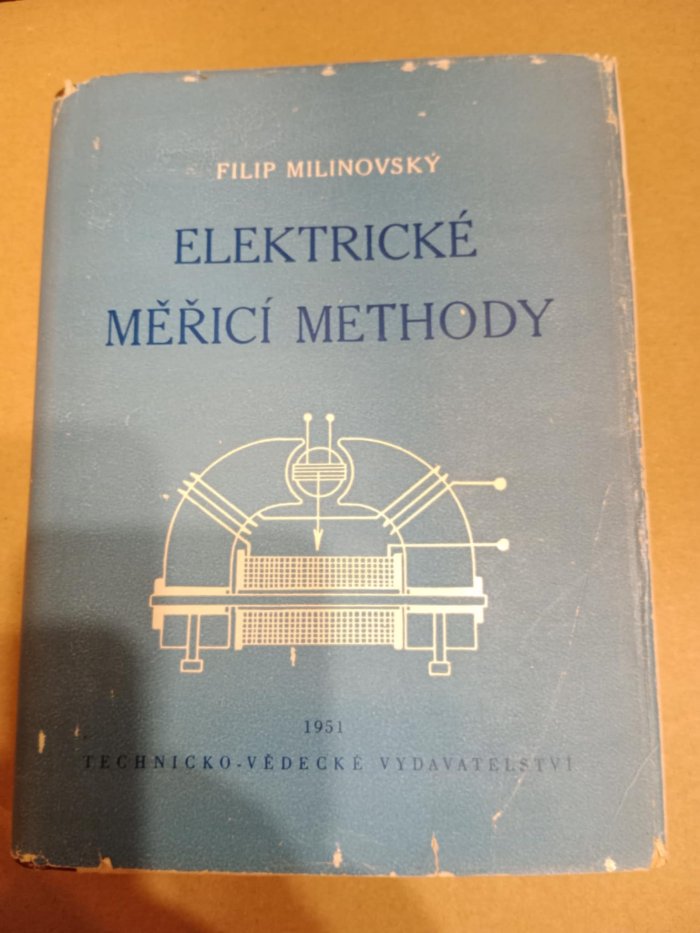 FILIP MILINOVSKÝ
ELEKTRICKÉ
MĚŘICÍ METHODY
1951
TECHNICKO-VĚDECKÉ VYDAVATELSTVÍ